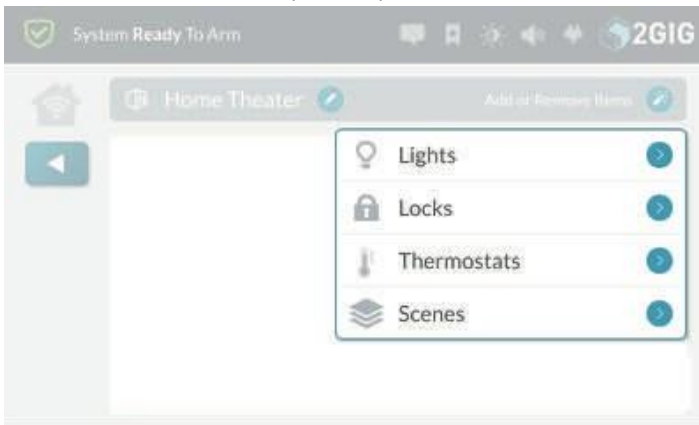 System Ready To Arm
2GIG
Home Theater
Add or Remove Items
Lights
Locks
Thermostats
Scenes